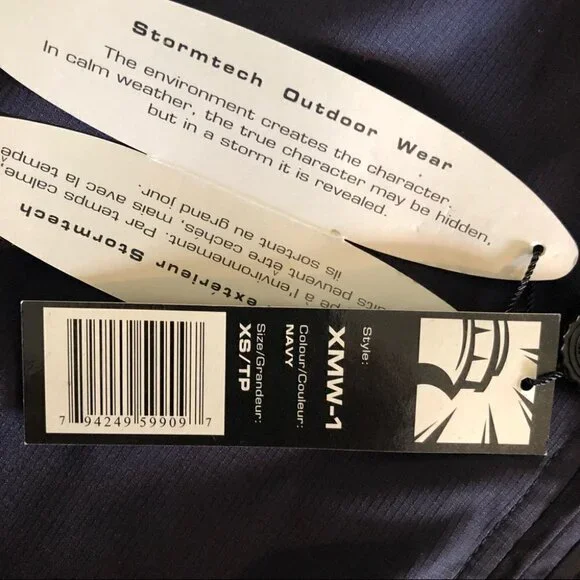 Stormtech Outdoor Wear
The environment creates the character.
In calm weather, the true character may be hidden,
but in a storm it is revealed.
extérieur Stormtech
à l'environnement. Par temps calme,
peuvent être cachés, mais avec la tempê
ils sortent au grand jour.
Style:
XMW-1
Colour/Couleur:
NAVY
Size/Grandeur:
XS/TP
7 94249 59909 7